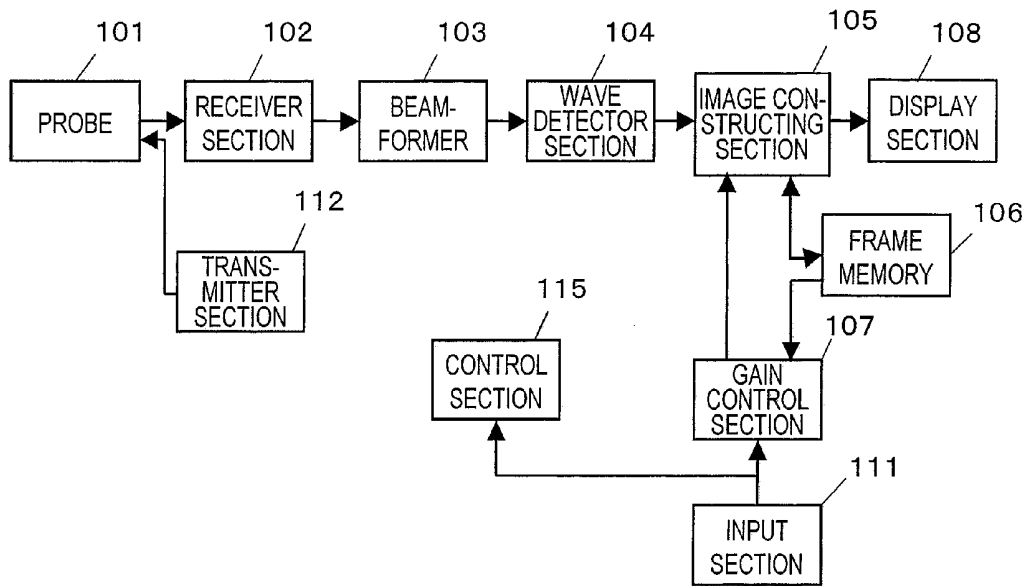 101
102
103
104
105
108
PROBE
RECEIVER
SECTION
BEAM-
FORMER
WAVE
DETECTOR
SECTION
IMAGE CON-
STRUCTING
SECTION
DISPLAY
SECTION
112
TRANS-
MITTER
SECTION
106
FRAME
MEMORY
115
CONTROL
SECTION
107
GAIN
CONTROL
SECTION
111
INPUT
SECTION